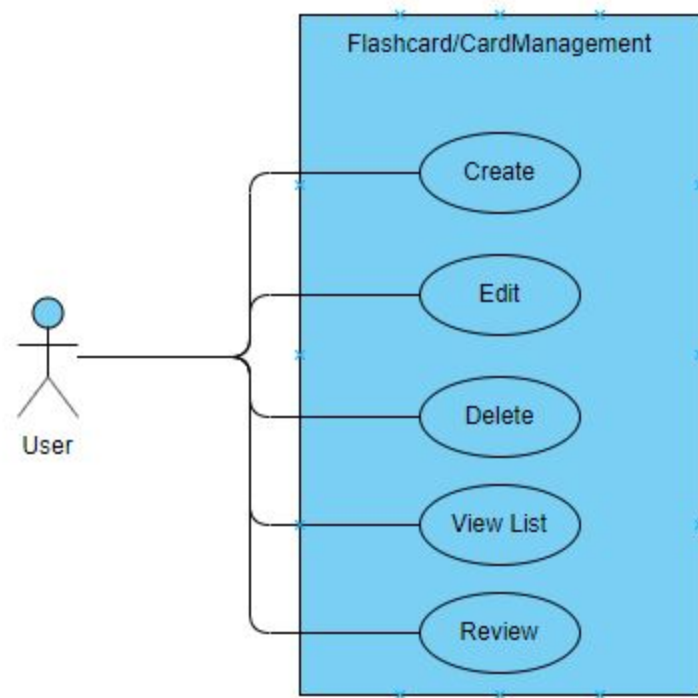 Flashcard/CardManagement
Create
Edit
Delete
User
View List
Review